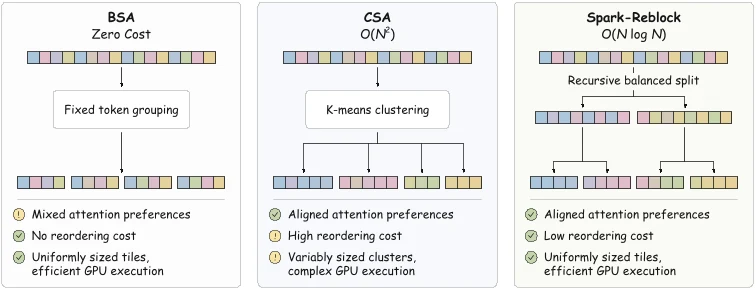 BSA
Zero Cost
Fixed token grouping
! Mixed attention preferences
No reordering cost
Uniformly sized tiles,
efficient GPU execution
CSA
O(N²)
K-means clustering
Aligned attention preferences
! High reordering cost
! Variably sized clusters,
complex GPU execution
Spark-Reblock
O(N log N)
Recursive balanced split
Aligned attention preferences
Low reordering cost
Uniformly sized tiles,
efficient GPU execution